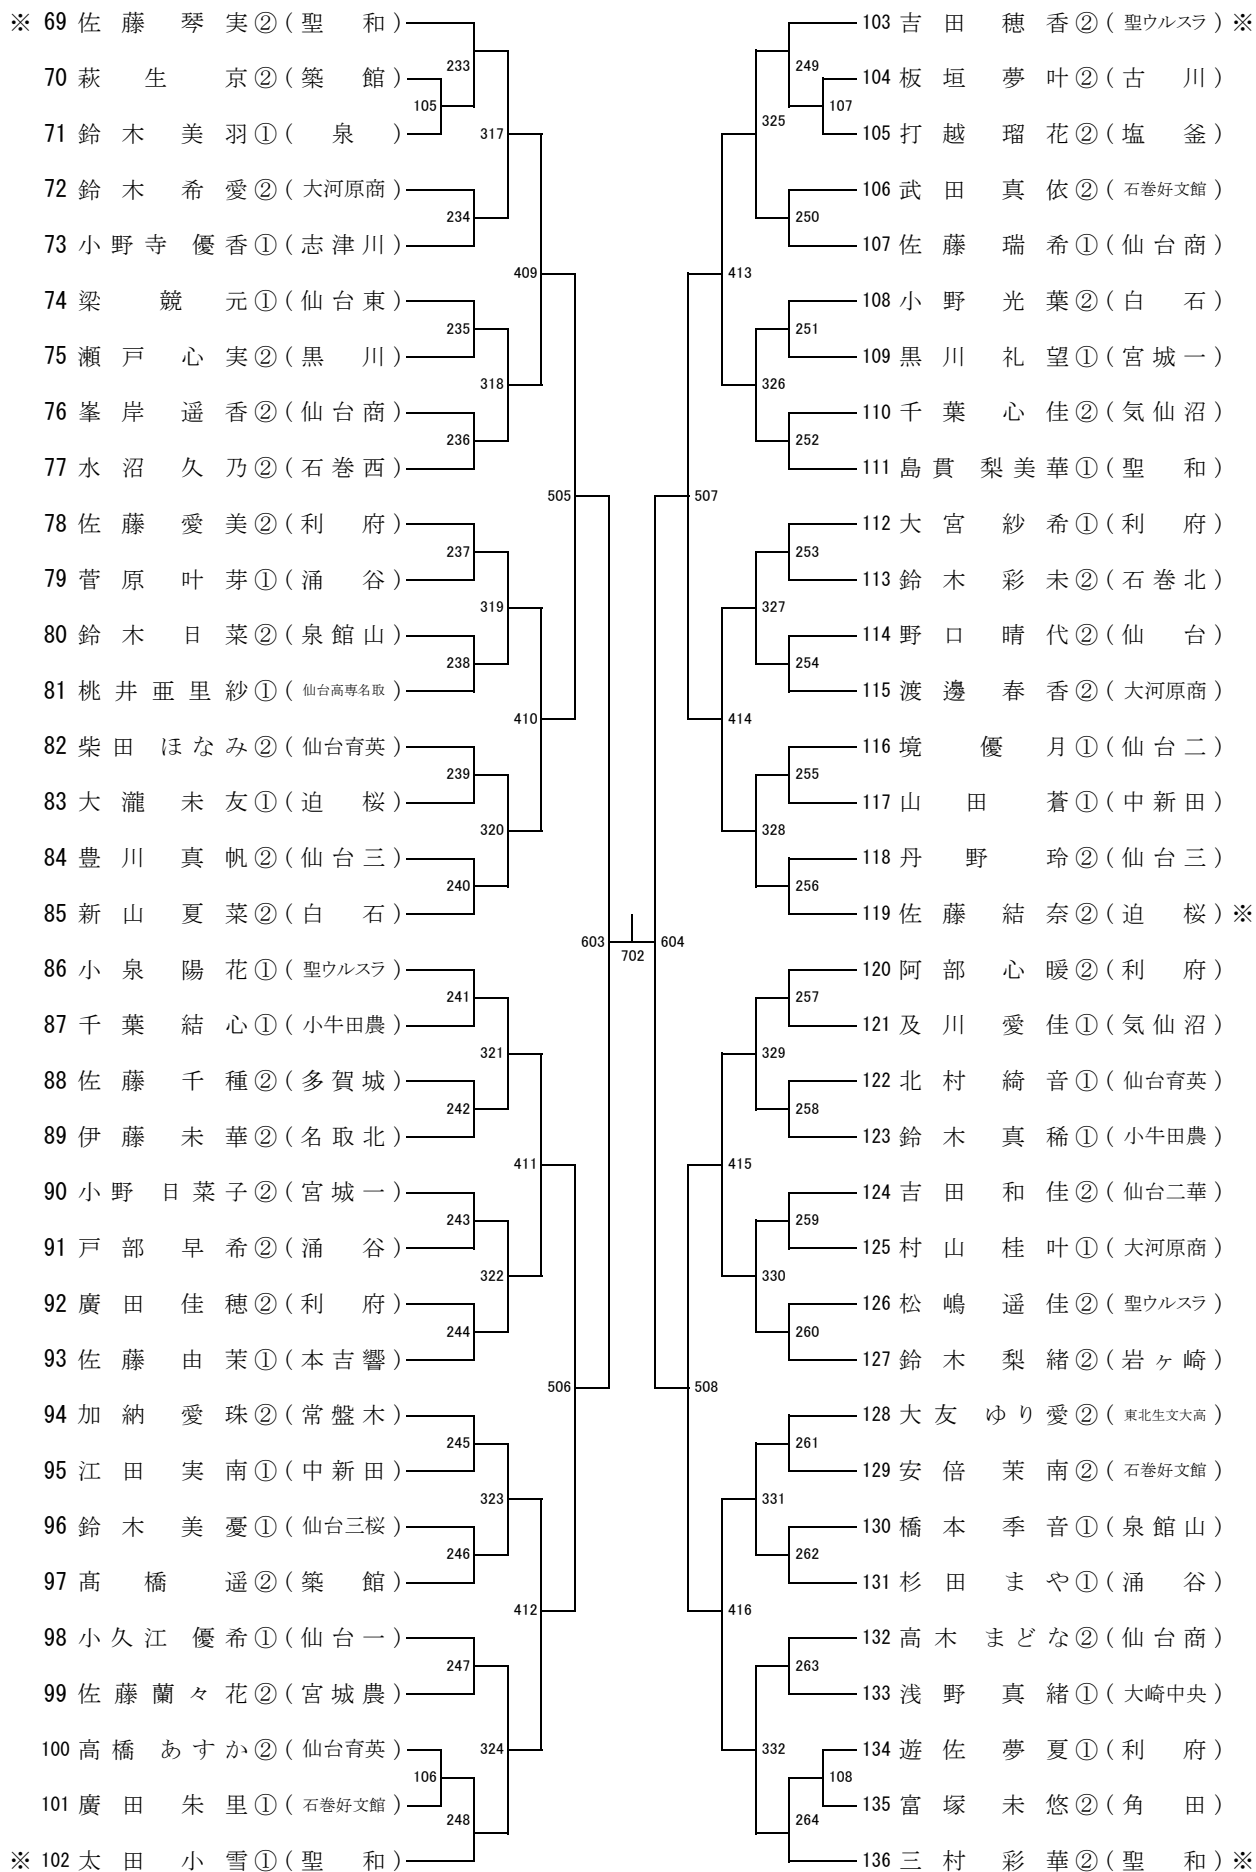 ※ 69 佐藤 琴実②(聖和)
70 萩生 京②(築館)
71 鈴木 美羽①(泉)
72 鈴木 希愛②(大河原商)
73 小野寺 優香①(志津川)
74 梁 競元①(仙台東)
75 瀬戸 心実②(黒川)
76 峯岸 遥香②(仙台商)
77 水沼 久乃②(石巻西)
78 佐藤 愛美②(利府)
79 菅原 叶芽①(涌谷)
80 鈴木 日菜②(泉館山)
81 桃井亜里紗①(仙台高専名取)
82 柴田 ほなみ②(仙台育英)
83 大瀧 未友①(迫桜)
84 豊川 真帆②(仙台三)
85 新山 夏菜②(白石)
86 小泉 陽花①(聖ウルスラ)
87 千葉 結心①(小牛田農)
88 佐藤 千種②(多賀城)
89 伊藤 未華②(名取北)
90 小野 日菜子②(宮城一)
91 戸部 早希②(涌谷)
92 廣田 佳穂②(利府)
93 佐藤 由茉①(本吉響)
94 加納 愛珠②(常盤木)
95 江田 実南①(中新田)
96 鈴木 美憂①(仙台三桜)
97 髙橋 遥②(築館)
98 小久江 優希①(仙台一)
99 佐藤蘭々花②(宮城農)
100 高橋 あすか②(仙台育英)
101 廣田 朱里①(石巻好文館)
※ 102 太田 小雪①(聖和)
105
233
234
235
236
237
238
239
240
241
242
243
244
245
246
247
106
248
317
318
319
320
321
322
323
324
409
410
411
412
505
506
603
702
604
507
508
413
414
415
416
325
326
327
328
329
330
331
332
249
107
250
251
252
253
254
255
256
257
258
259
260
261
262
263
108
264
103 吉田 穂香②(聖ウルスラ)※
104 板垣 夢叶②(古川)
105 打越 瑠花②(塩釜)
106 武田 真依②(石巻好文館)
107 佐藤 瑞希①(仙台商)
108 小野 光葉②(白石)
109 黒川 礼望①(宮城一)
110 千葉 心佳②(気仙沼)
111 島貫 梨美華①(聖和)
112 大宮 紗希①(利府)
113 鈴木 彩未②(石巻北)
114 野口 晴代②(仙台)
115 渡邊 春香②(大河原商)
116 境 優月①(仙台二)
117 山田 蒼①(中新田)
118 丹野 玲②(仙台三)
119 佐藤 結奈②(迫桜)※
120 阿部 心暖②(利府)
121 及川 愛佳①(気仙沼)
122 北村 綺音①(仙台育英)
123 鈴木 真稀①(小牛田農)
124 吉田 和佳②(仙台二華)
125 村山 桂叶①(大河原商)
126 松嶋 遥佳②(聖ウルスラ)
127 鈴木 梨緒②(岩ヶ崎)
128 大友 ゆり愛②(東北生文大高)
129 安倍 茉南②(石巻好文館)
130 橋本 季音①(泉館山)
131 杉田 まや①(涌谷)
132 高木 まどな②(仙台商)
133 浅野 真緒①(大崎中央)
134 遊佐 夢夏①(利府)
135 富塚 未悠②(角田)
136 三村 彩華②(聖和)※